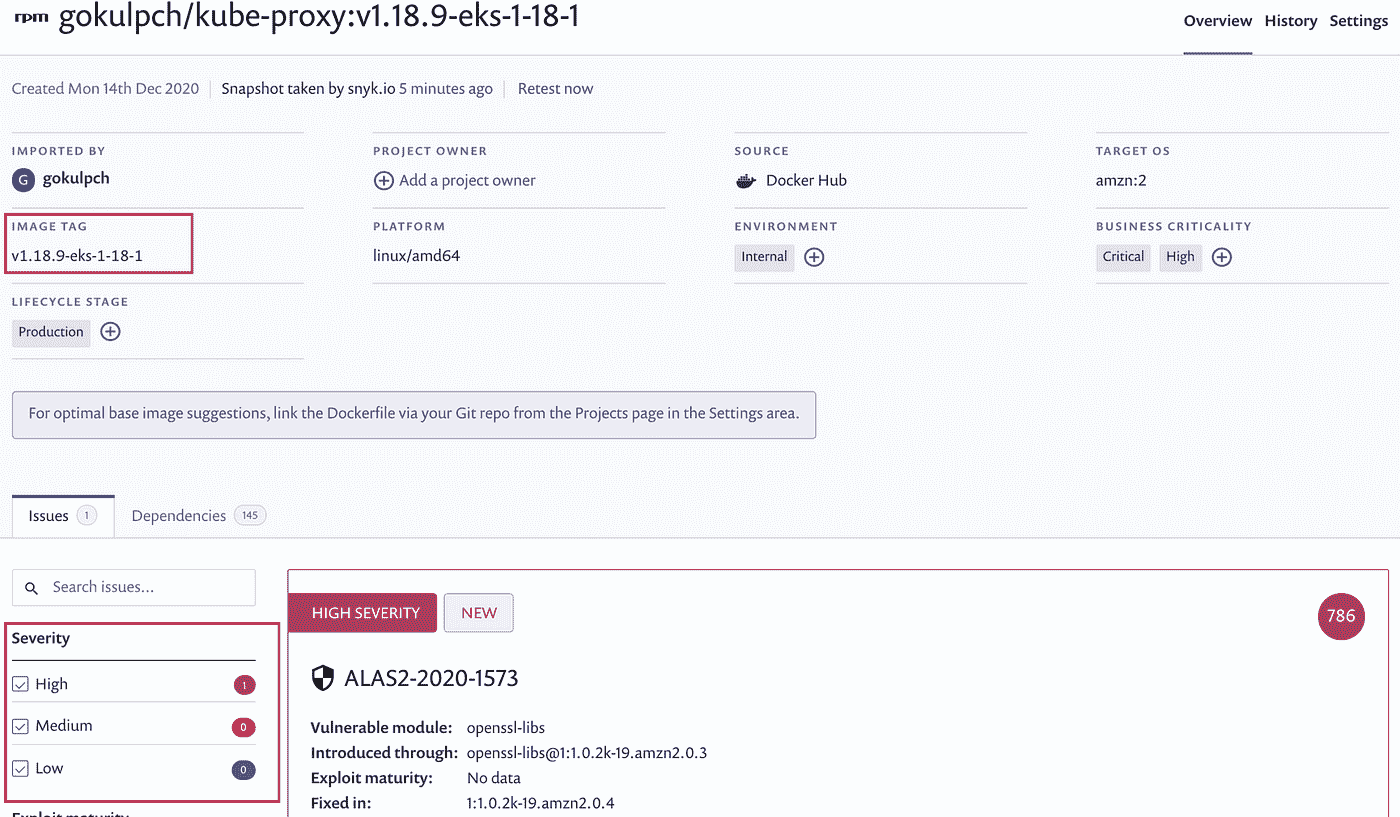 rpm gokulpch/kube-proxy:v1.18.9-eks-1-18-1
Overview History Settings
Created Mon 14th Dec 2020 Snapshot taken by snyk.io 5 minutes ago Retest now
IMPORTED BY PROJECT OWNER SOURCE TARGET OS
G gokulpch Add a project owner Docker Hub amzn:2
IMAGE TAG PLATFORM ENVIRONMENT BUSINESS CRITICALITY
v1.18.9-eks-1-18-1 linux/amd64 Internal Critical High
LIFECYCLE STAGE
Production
For optimal base image suggestions, link the Dockerfile via your Git repo from the Projects page in the Settings area.
Issues 1 Dependencies 145
Search issues...
Severity
High 1
Medium 0
Low 0
Exploit maturity
HIGH SEVERITY NEW 786
ALAS2-2020-1573
Vulnerable module: openssl-libs
Introduced through: openssl-libs@1:1.0.2k-19.amzn2.0.3
Exploit maturity: No data
Fixed in: 1:1.0.2k-19.amzn2.0.4